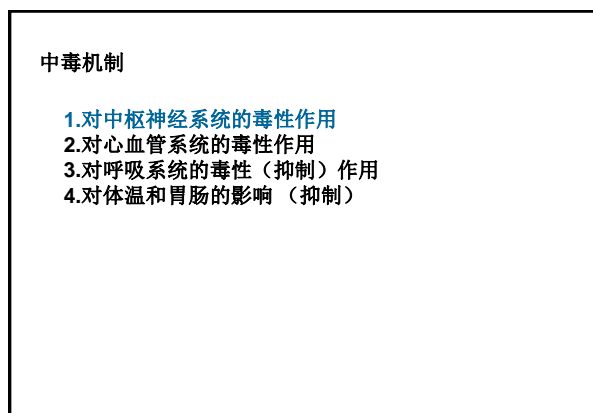 中毒机制
1.对中枢神经系统的毒性作用
2.对心血管系统的毒性作用
3.对呼吸系统的毒性（抑制）作用
4.对体温和胃肠的影响 （抑制）